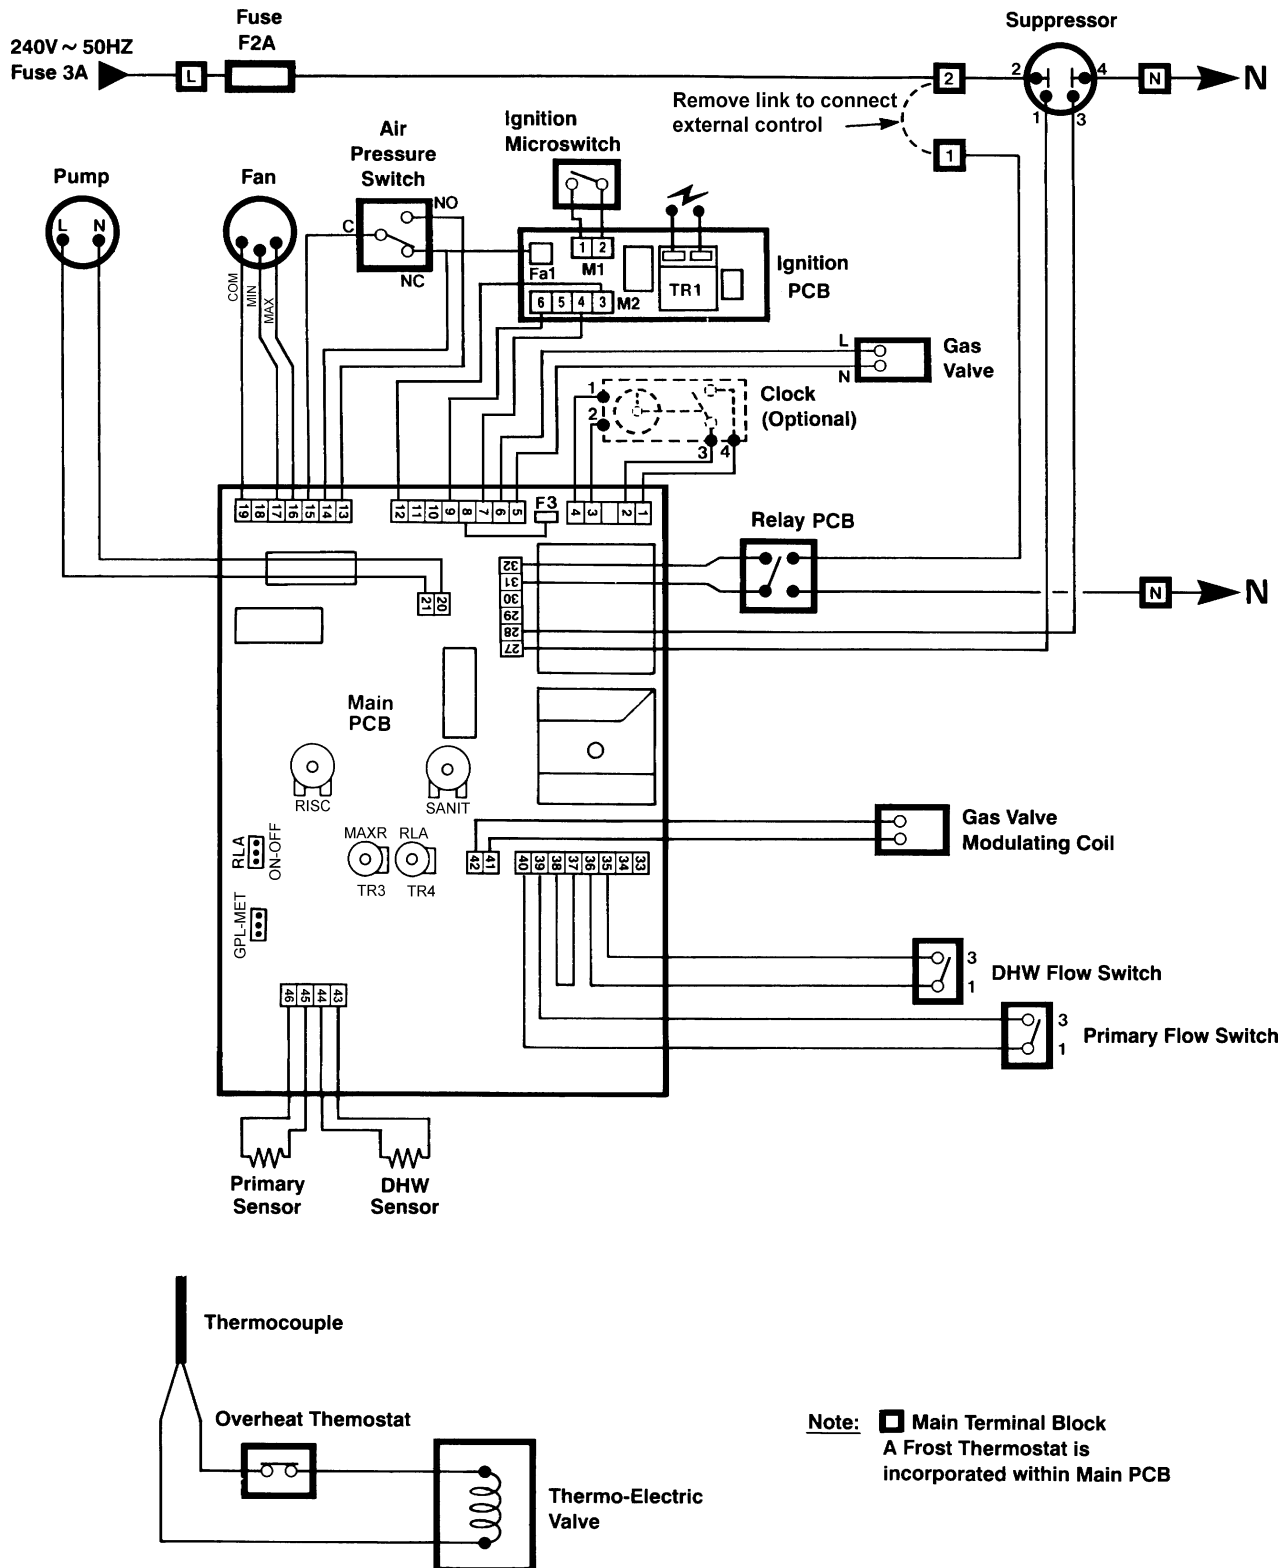 Fuse
F2A
Suppressor
240V ~ 50HZ
Fuse 3A
L
2
2
4
N
N
1
3
Remove link to connect
external control
1
Ignition
Microswitch
Air
Pressure
Switch
Pump
Fan
L N
C
NO
NC
1 2
M1
Fa1
6 5 4 3
M2
TR1
Ignition
PCB
COM
MIN
MAX
L
N
Gas
Valve
1
2
3 4
Clock
(Optional)
19 18 17 16 15 14 13
12 11 10 9 8 7 6 5
F3
4 3 2 1
Relay PCB
32
31
30
29
28
27
21 20
N
N
Main
PCB
RISC
SANIT
MAXR RLA
TR3 TR4
RLA
ON-OFF
GPL-MET
42 41
40 39 38 37 36 35 34 33
Gas Valve
Modulating Coil
3
1
DHW Flow Switch
3
1
Primary Flow Switch
46 45 44 43
Primary
Sensor
DHW
Sensor
Thermocouple
Overheat Themostat
Thermo-Electric
Valve
Note: Main Terminal Block
A Frost Thermostat is
incorporated within Main PCB